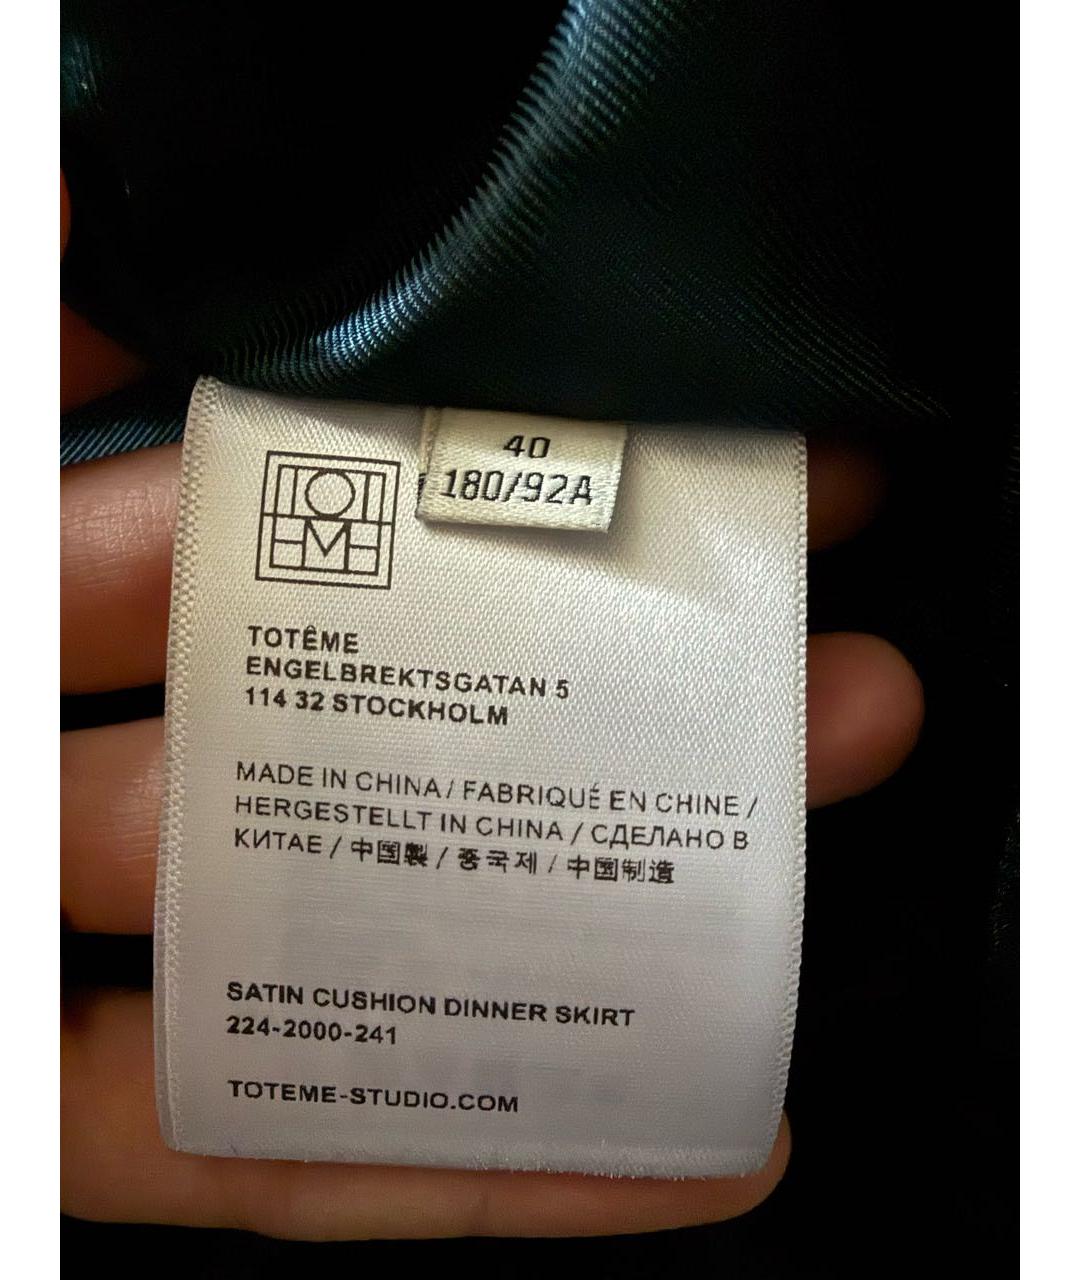 40
180/92A
TOTÊME
ENGELBREKTSGATAN 5
114 32 STOCKHOLM
MADE IN CHINA / FABRIQUÉ EN CHINE /
HERGESTELLT IN CHINA / СДЕЛАНО В
КИТАЕ / 中国製 / 중국제 / 中国制造
SATIN CUSHION DINNER SKIRT
224-2000-241
TOTEME-STUDIO.COM